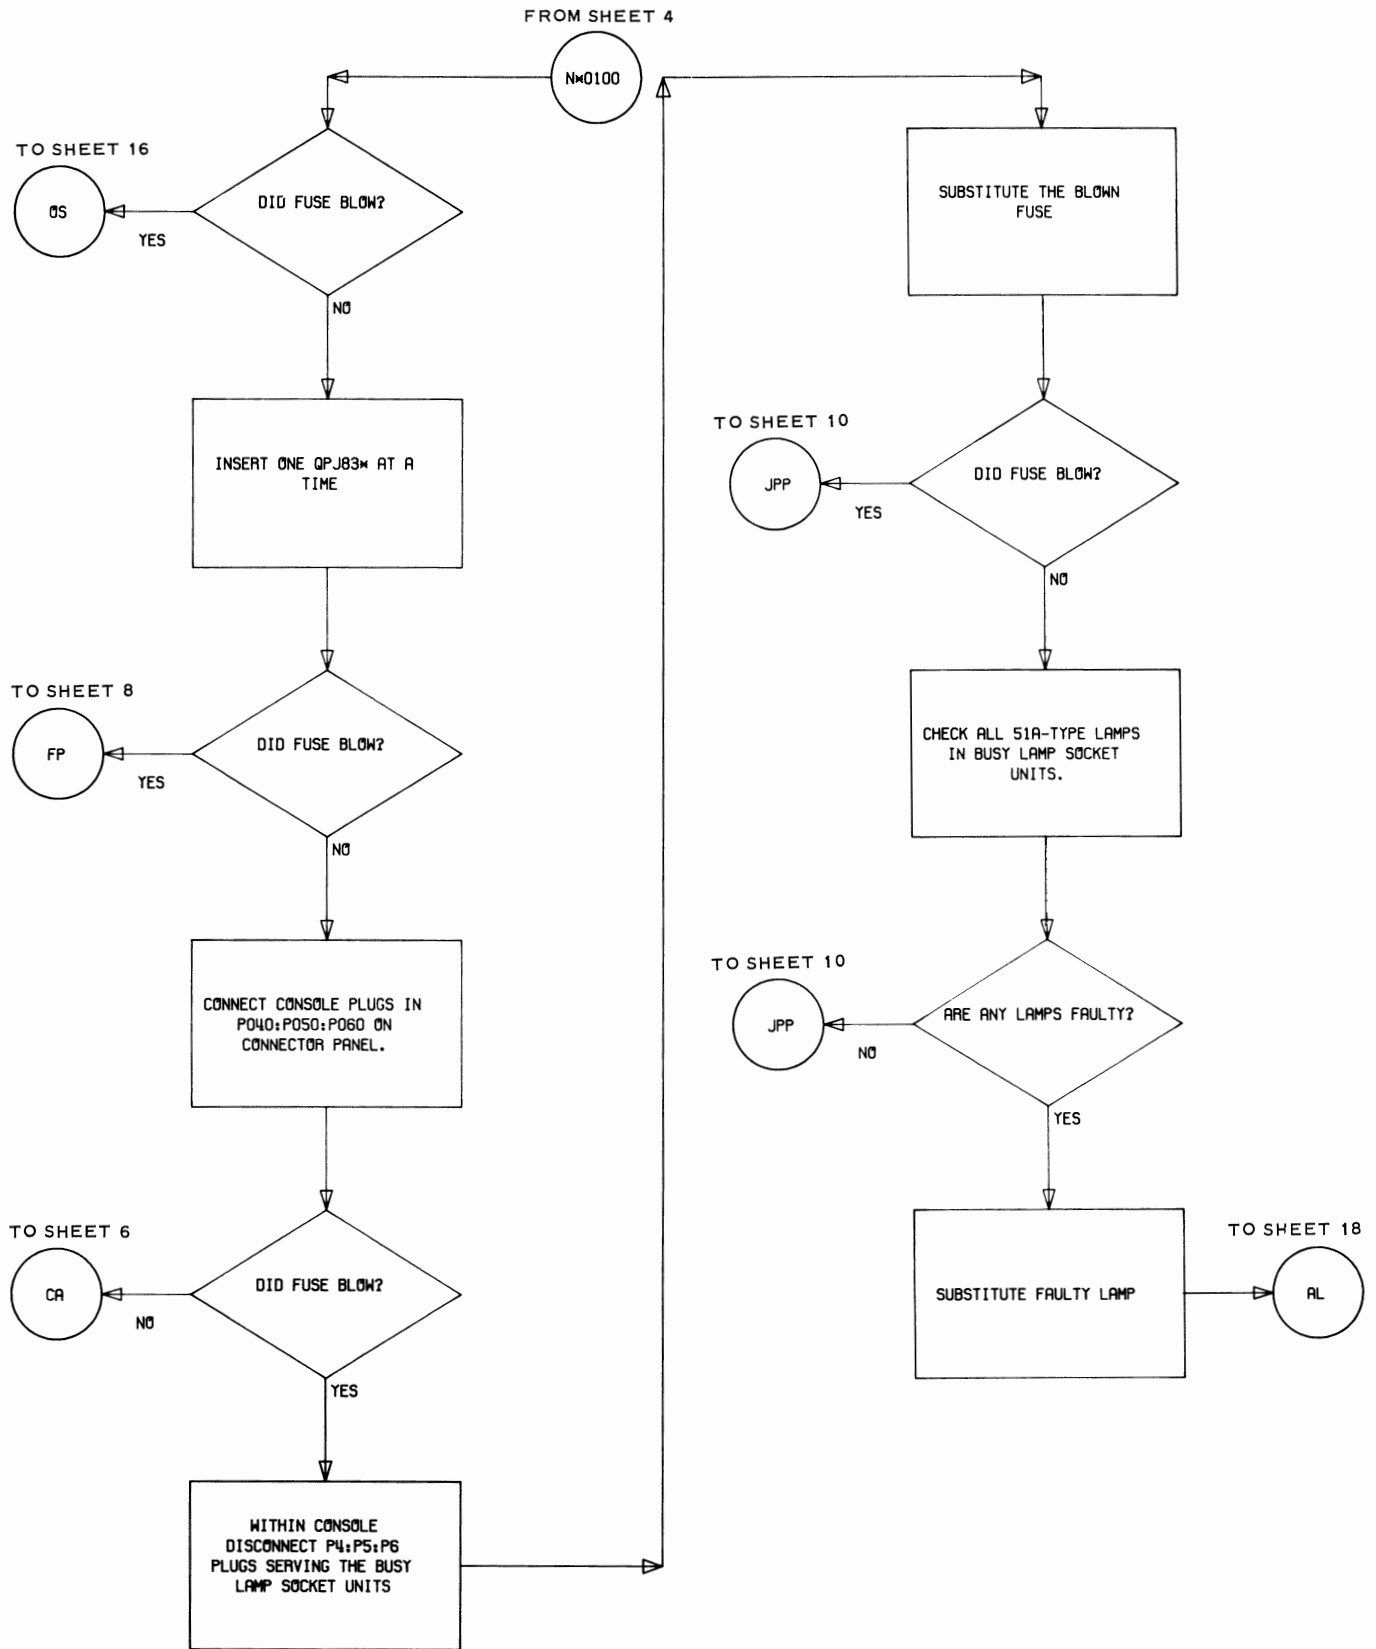 FROM SHEET 4
N*0100
TO SHEET 16
OS
DID FUSE BLOW?
YES
NO
INSERT ONE QPJ83* AT A
TIME
TO SHEET 8
FP
DID FUSE BLOW?
YES
NO
CONNECT CONSOLE PLUGS IN
P040:P050:P060 ON
CONNECTOR PANEL.
TO SHEET 6
CA
DID FUSE BLOW?
NO
YES
WITHIN CONSOLE
DISCONNECT P4:P5:P6
PLUGS SERVING THE BUSY
LAMP SOCKET UNITS
SUBSTITUTE THE BLOWN
FUSE
TO SHEET 10
JPP
DID FUSE BLOW?
YES
NO
CHECK ALL 51A-TYPE LAMPS
IN BUSY LAMP SOCKET
UNITS.
TO SHEET 10
JPP
ARE ANY LAMPS FAULTY?
NO
YES
SUBSTITUTE FAULTY LAMP
TO SHEET 18
AL